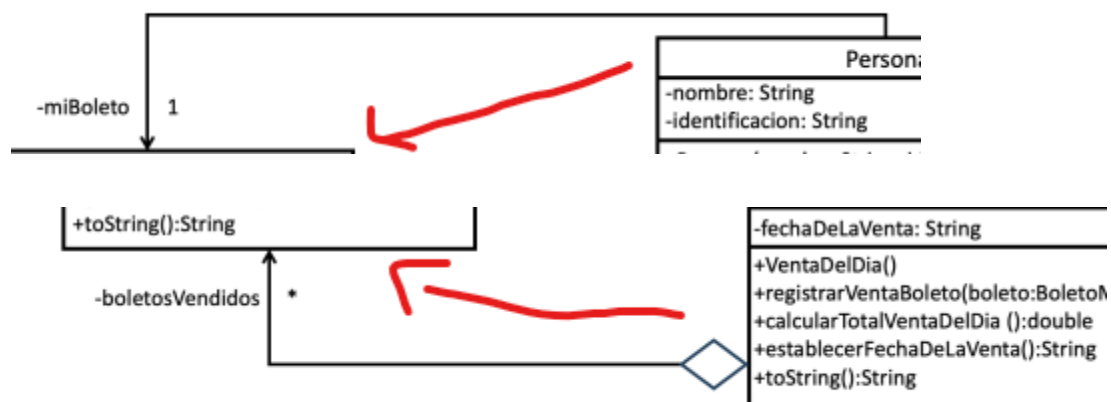 Persona
-nombre: String
-miBoleto 1
-identificacion: String
+toString():String
-fechaDeLaVenta: String
+VentaDelDia()
-boletosVendidos *
+registrarVentaBoleto(boleto:Boleto
+calcularTotalVentaDelDia ():double
+establecerFechaDeLaVenta():String
+toString():String